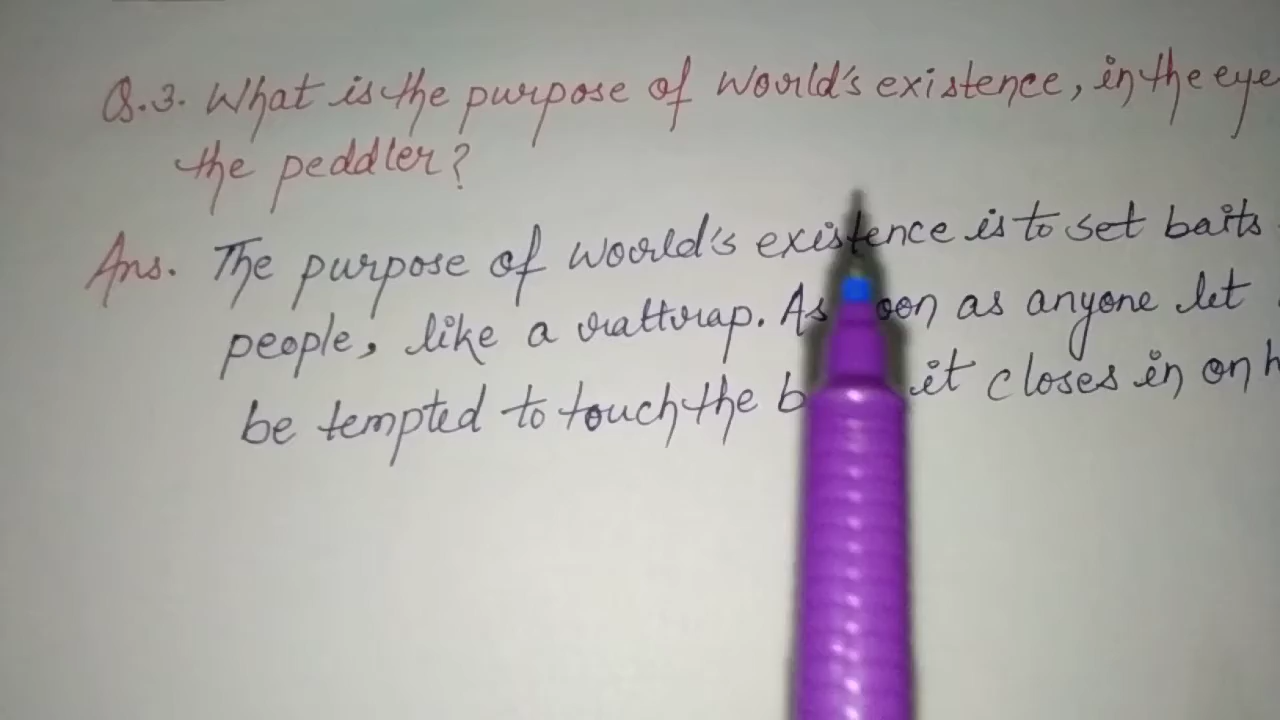 Q.3. What is the purpose of world's existence, in the eye
the peddler?
Ans. The purpose of world's existence is to set baits
people, like a rattrap. As soon as anyone let
be tempted to touch the it closes in on